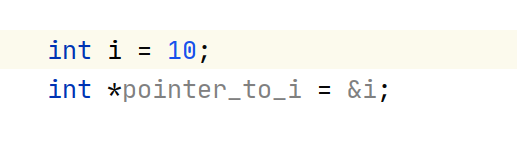 int i = 10;
int *pointer_to_i = &i;